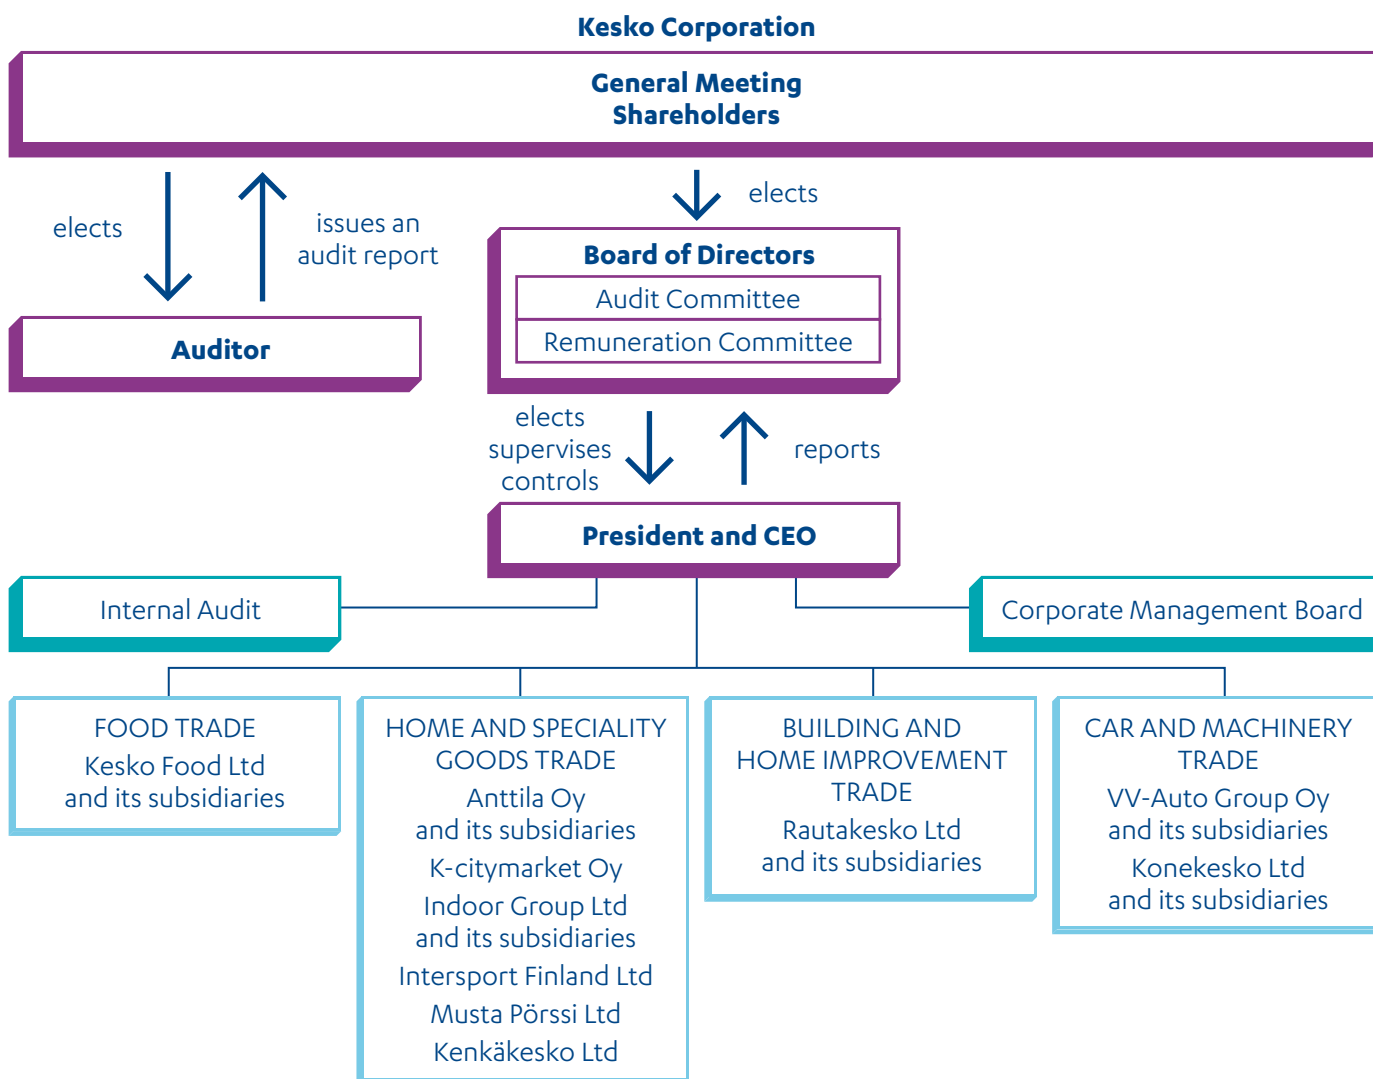 Kesko Corporation
General Meeting
Shareholders
elects
issues an
audit report
elects
Auditor
Board of Directors
Audit Committee
Remuneration Committee
elects
supervises
controls
reports
President and CEO
Internal Audit
Corporate Management Board
FOOD TRADE
Kesko Food Ltd
and its subsidiaries
HOME AND SPECIALITY
GOODS TRADE
Anttila Oy
and its subsidiaries
K-citymarket Oy
Indoor Group Ltd
and its subsidiaries
Intersport Finland Ltd
Musta Pörssi Ltd
Kenkäkesko Ltd
BUILDING AND
HOME IMPROVEMENT
TRADE
Rautakesko Ltd
and its subsidiaries
CAR AND MACHINERY
TRADE
VV-Auto Group Oy
and its subsidiaries
Konekesko Ltd
and its subsidiaries